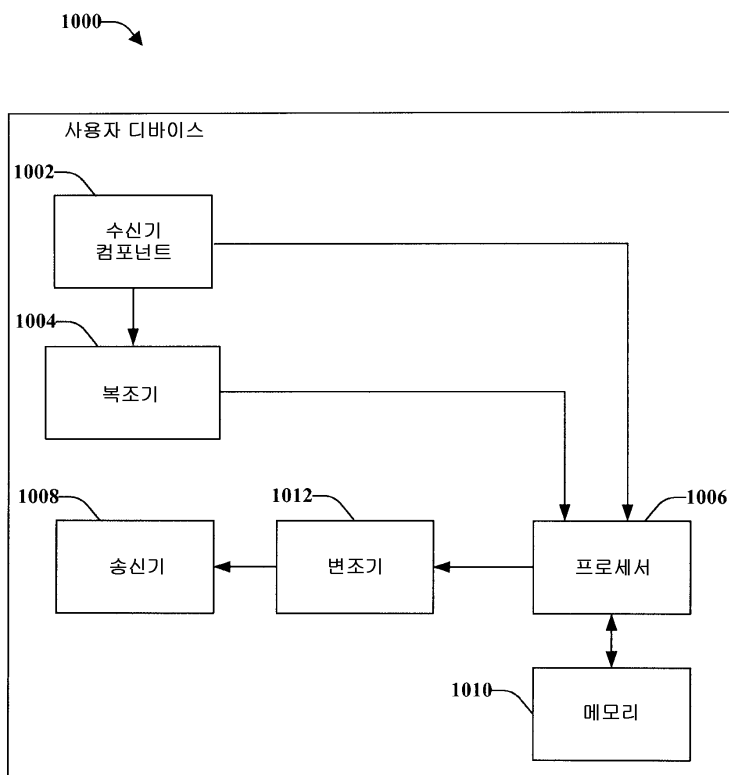 1000
사용자 디바이스
1002
수신기
컴포넌트
1004
복조기
1008
송신기
1012
변조기
1006
프로세서
1010
메모리